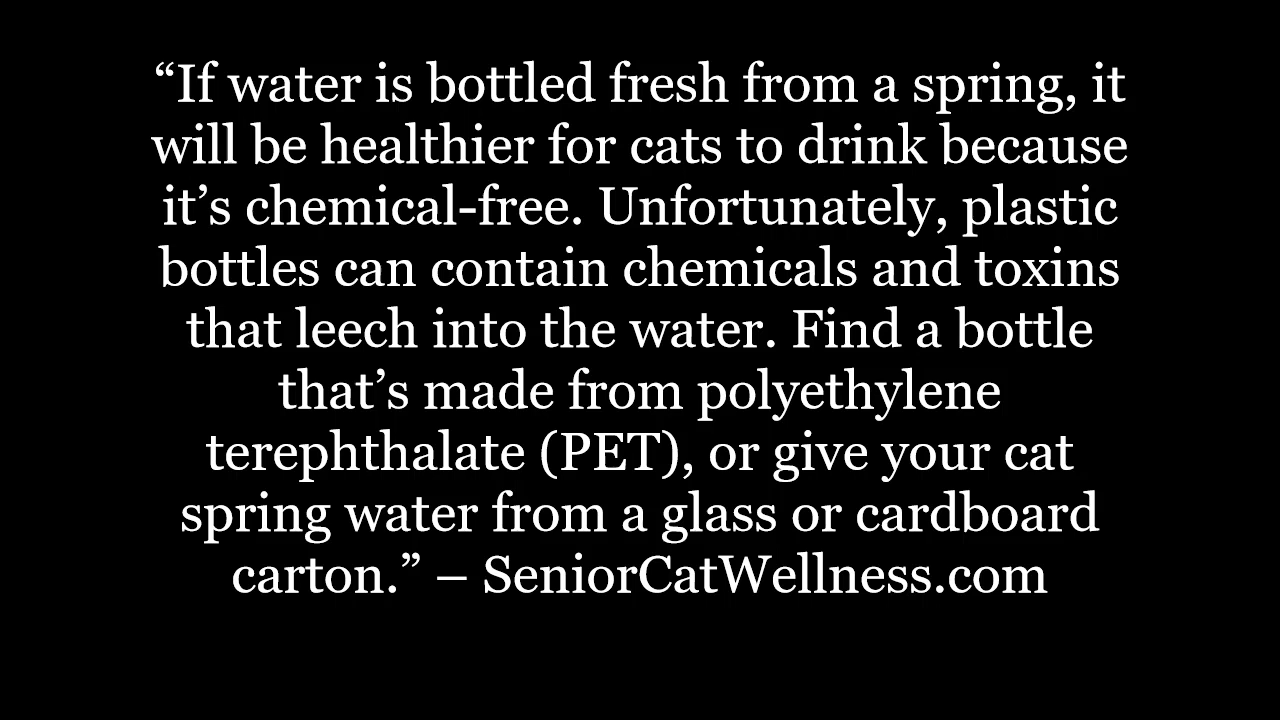 “If water is bottled fresh from a spring, it
will be healthier for cats to drink because
it’s chemical-free. Unfortunately, plastic
bottles can contain chemicals and toxins
that leech into the water. Find a bottle
that’s made from polyethylene
terephthalate (PET), or give your cat
spring water from a glass or cardboard
carton.” – SeniorCatWellness.com